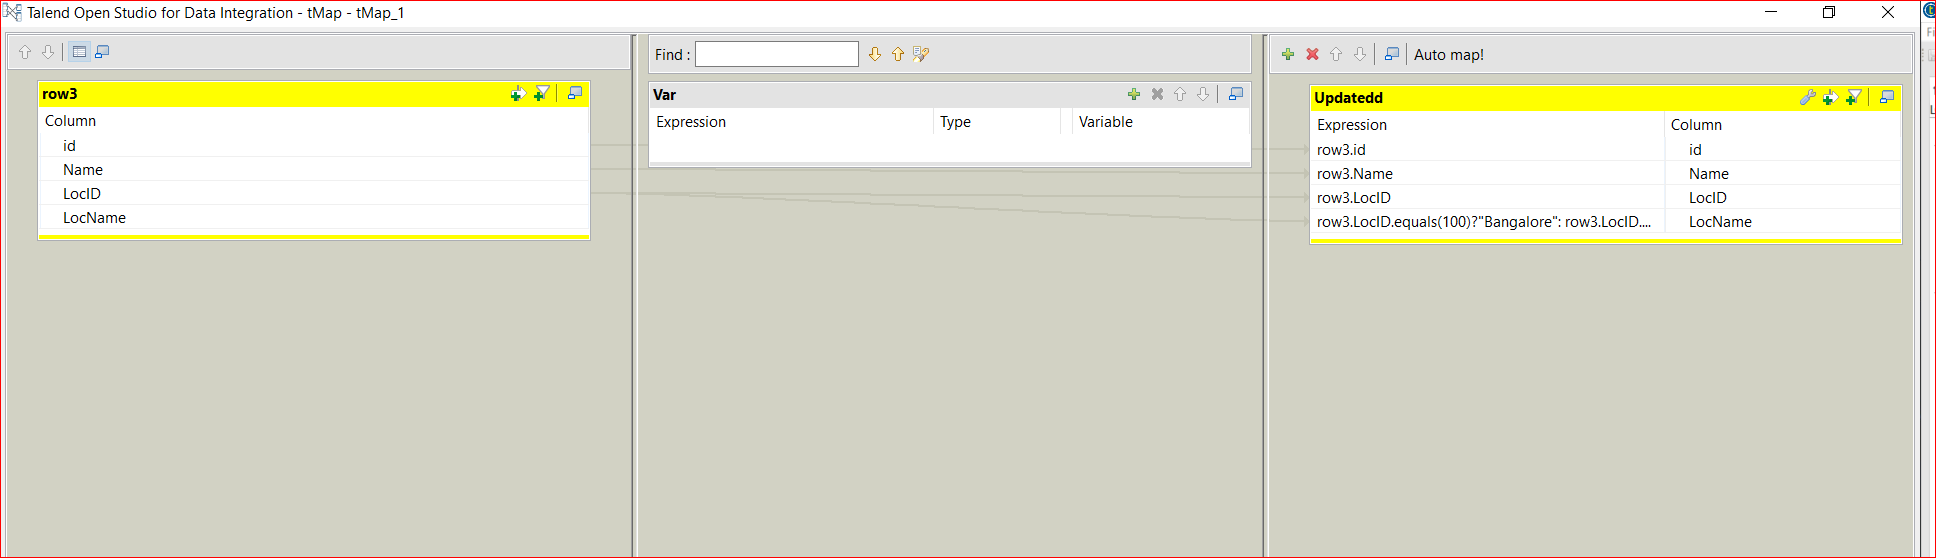 Talend Open Studio for Data Integration - tMap - tMap_1
Find :
Auto map!
row3
Column
id
Name
LocID
LocName
Var
Expression Type Variable
Updatedd
Expression Column
row3.id id
row3.Name Name
row3.LocID LocID
row3.LocID.equals(100)?"Bangalore": row3.LocID.... LocName